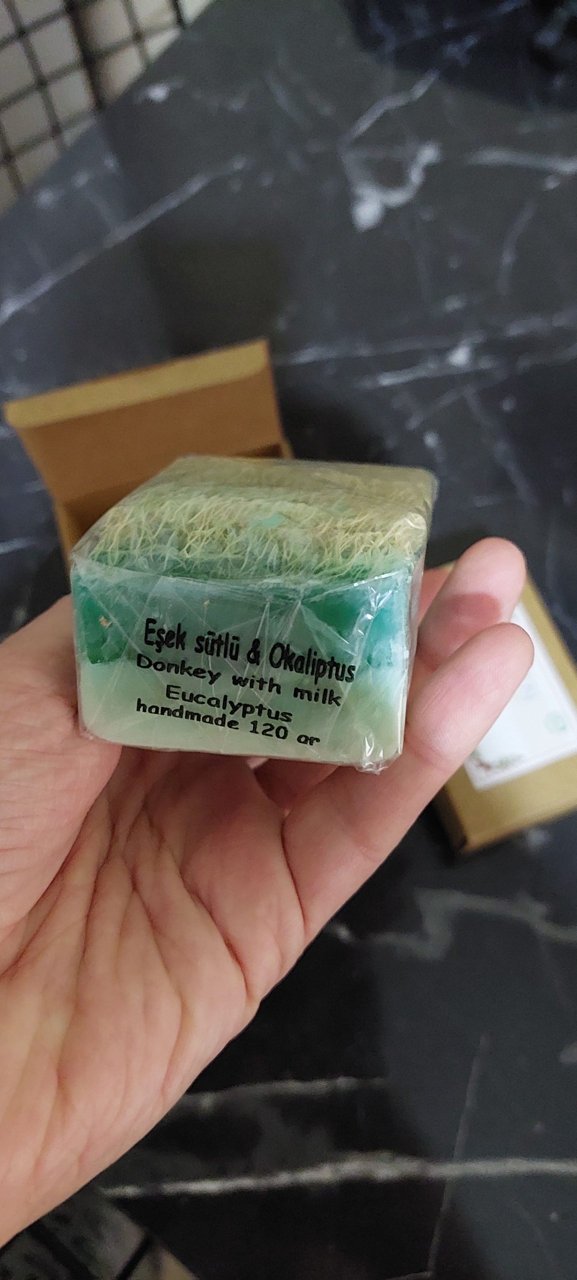 Eşek sütlü & Okaliptus
Donkey with milk
Eucalyptus
handmade 120 gr